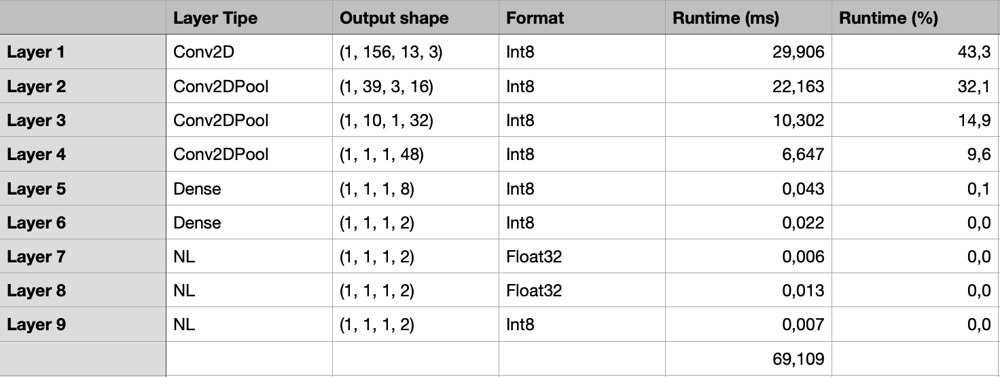 Layer Tipe Output shape Format Runtime (ms) Runtime (%)
Layer 1 Conv2D (1, 156, 13, 3) Int8 29,906 43,3
Layer 2 Conv2DPool (1, 39, 3, 16) Int8 22,163 32,1
Layer 3 Conv2DPool (1, 10, 1, 32) Int8 10,302 14,9
Layer 4 Conv2DPool (1, 1, 1, 48) Int8 6,647 9,6
Layer 5 Dense (1, 1, 1, 8) Int8 0,043 0,1
Layer 6 Dense (1, 1, 1, 2) Int8 0,022 0,0
Layer 7 NL (1, 1, 1, 2) Float32 0,006 0,0
Layer 8 NL (1, 1, 1, 2) Float32 0,013 0,0
Layer 9 NL (1, 1, 1, 2) Int8 0,007 0,0
69,109